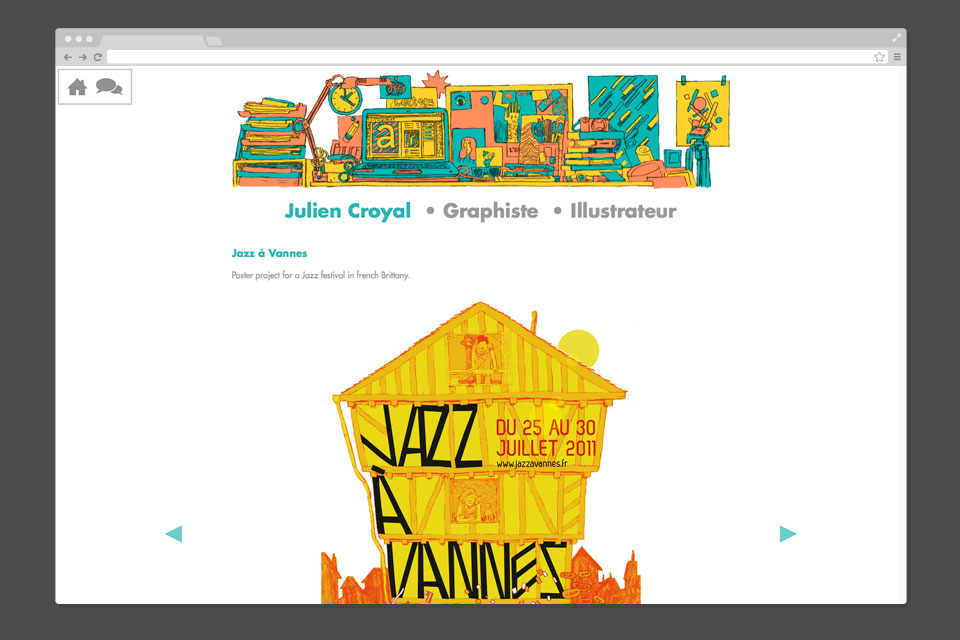 Julien Croyal • Graphiste • Illustrateur
Jazz à Vannes
Poster project for a Jazz festival in french Brittany.
JAZZ
DU 25 AU 30
JUILLET 2011
www.jazzavannes.fr
À
VANNES